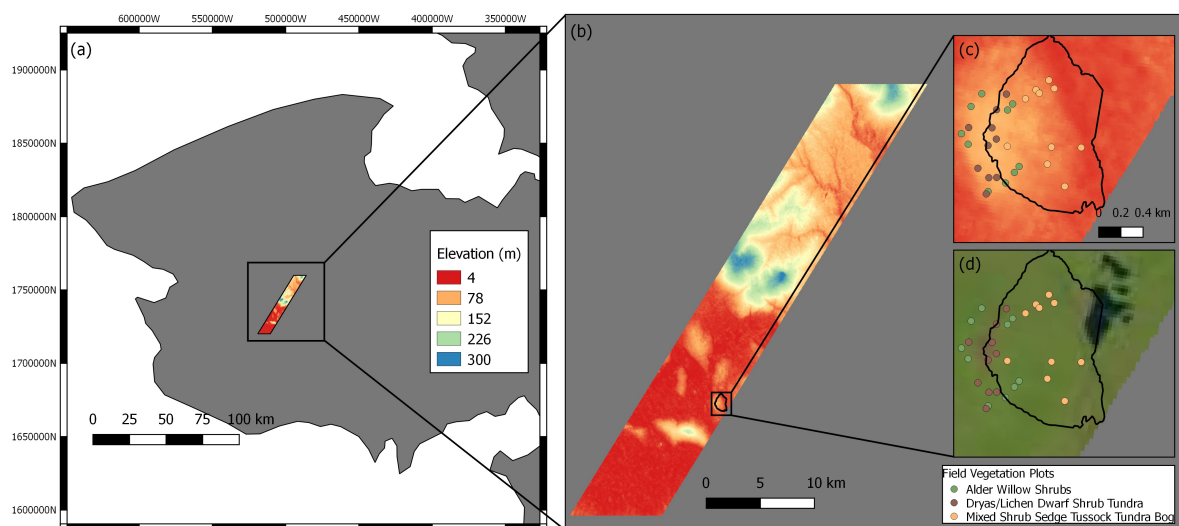 600000W 550000W 500000W 450000W 400000W 350000W
(a)
1900000N
1850000N
1800000N
1750000N
1700000N
1650000N
1600000N
Elevation (m)
4
78
152
226
300
0 25 50 75 100 km
(b)
0 5 10 km
(c)
0 0.2 0.4 km
(d)
Field Vegetation Plots
Alder Willow Shrubs
Dryas/Lichen Dwarf Shrub Tundra
Mixed Shrub Sedge Tussock Tundra Bog